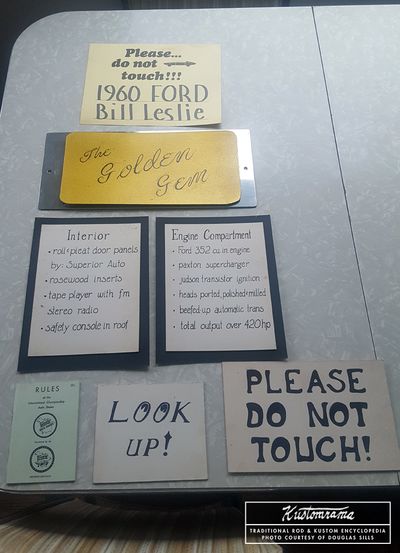 Please...
do not
touch!!!
1960 FORD
Bill Leslie
The
Golden
Gem
Interior
• roll & pleat door panels
by: Superior Auto
• rosewood inserts
• tape player with fm
stereo radio
• safety console in roof
Engine Compartment
• Ford 352 cu in engine
• paxton supercharger
• judson transistor ignition
• heads ported, polished & milled
• beefed-up automatic trans
• total output over 420 hp
RULES
LOOK
UP!
PLEASE
DO NOT
TOUCH!
Kustomrama
TRADITIONAL ROD & KUSTOM ENCYCLOPEDIA
PHOTO COURTESY OF DOUGLAS SILLS